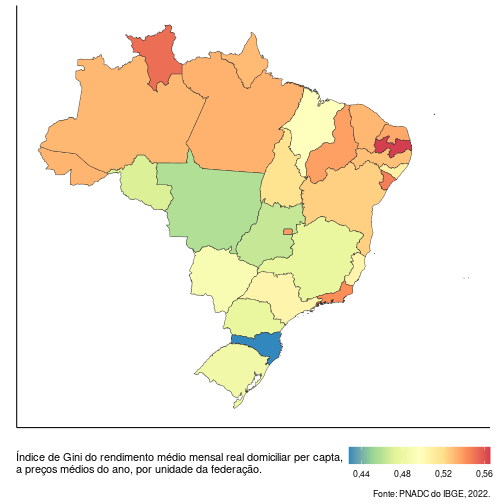 Índice de Gini do rendimento médio mensal real domiciliar per capta,
a preços médios do ano, por unidade da federação.
0,44 0,48 0,52 0,56
Fonte: PNADC do IBGE, 2022.